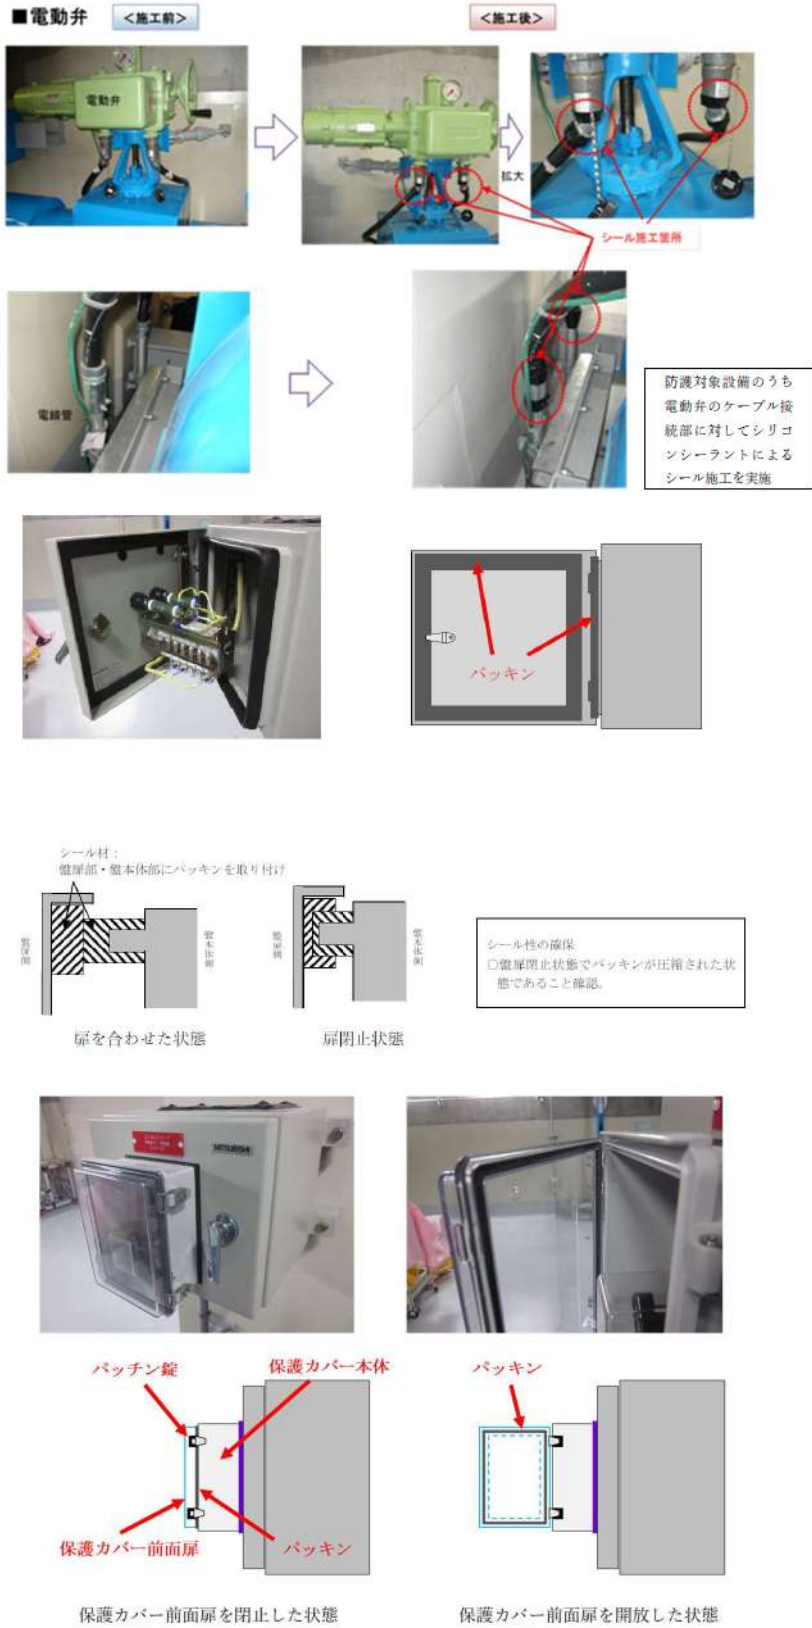 ■電動弁
＜施工前＞
＜施工後＞
電動弁
拡大
シール施工箇所
電線管
防護対象設備のうち
電動弁のケーブル接
続部に対してシリコ
ンシーラントによる
シール施工を実施
パッキン
シール材：
盤扉部・盤本体部にパッキンを取り付け
盤扉側
盤本体側
盤扉側
盤本体側
扉を合わせた状態
扉閉止状態
シール性の確保
□盤扉閉止状態でパッキンが圧縮された状
態であること確認。
MITSUBISHI
パッチン錠
保護カバー本体
保護カバー前面扉
パッキン
パッキン
保護カバー前面扉を閉止した状態
保護カバー前面扉を開放した状態